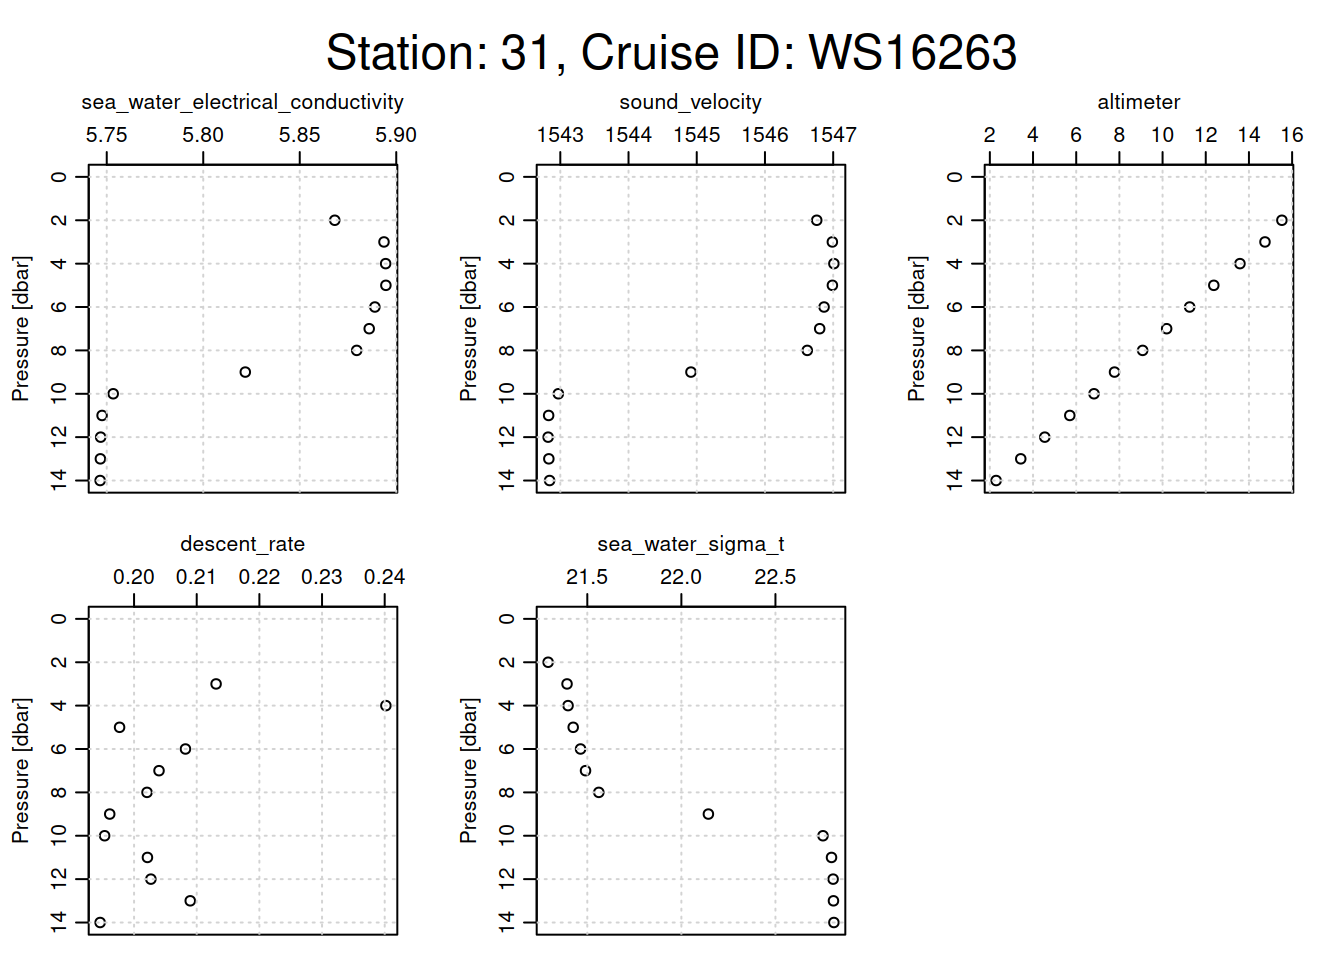 Station: 31, Cruise ID: WS16263
sea_water_electrical_conductivity
5.75 5.80 5.85 5.90
Pressure [dbar]
0 2 4 6 8 10 12 14
sound_velocity
1543 1544 1545 1546 1547
Pressure [dbar]
0 2 4 6 8 10 12 14
altimeter
2 4 6 8 10 12 14 16
Pressure [dbar]
0 2 4 6 8 10 12 14
descent_rate
0.20 0.21 0.22 0.23 0.24
Pressure [dbar]
0 2 4 6 8 10 12 14
sea_water_sigma_t
21.5 22.0 22.5
Pressure [dbar]
0 2 4 6 8 10 12 14